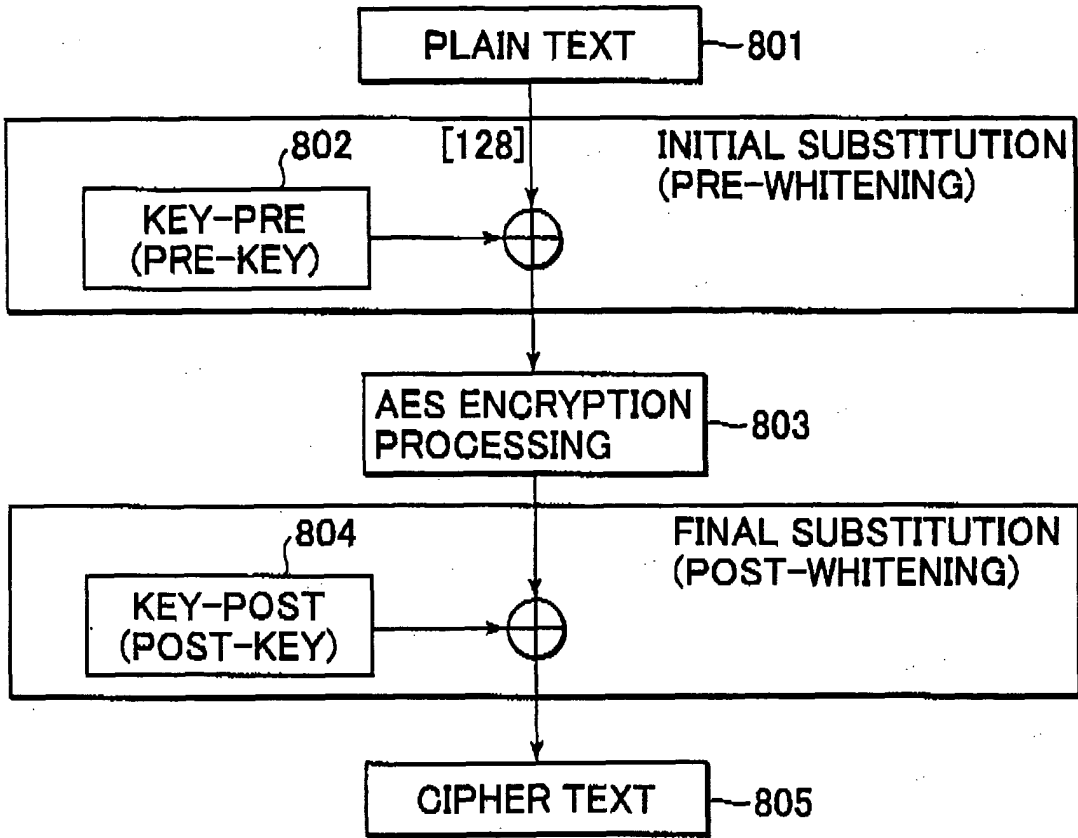 PLAIN TEXT
801
802
[128]
INITIAL SUBSTITUTION
(PRE-WHITENING)
KEY-PRE
(PRE-KEY)
AES ENCRYPTION
PROCESSING
803
804
FINAL SUBSTITUTION
(POST-WHITENING)
KEY-POST
(POST-KEY)
CIPHER TEXT
805